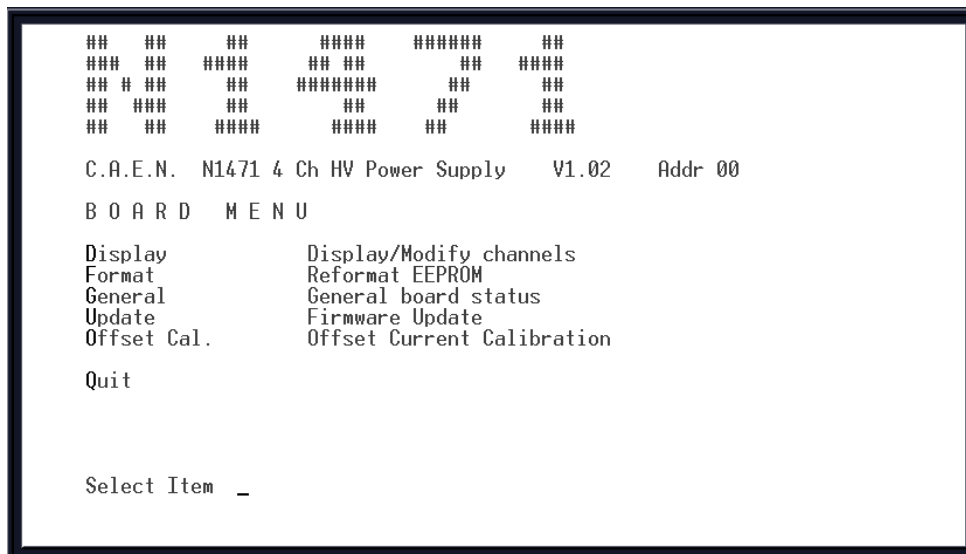 ##   ##     ##      ####    ######     ##
###  ##   ####     ## ##        ##   ####
## # ##     ##    #######      ##      ##
##  ###     ##        ##      ##       ##
##   ##    ####      ####    ##       ####
C.A.E.N.  N1471 4 Ch HV Power Supply    V1.02    Addr 00
B O A R D   M E N U
Display            Display/Modify channels
Format             Reformat EEPROM
General            General board status
Update             Firmware Update
Offset Cal.        Offset Current Calibration
Quit
Select Item  _